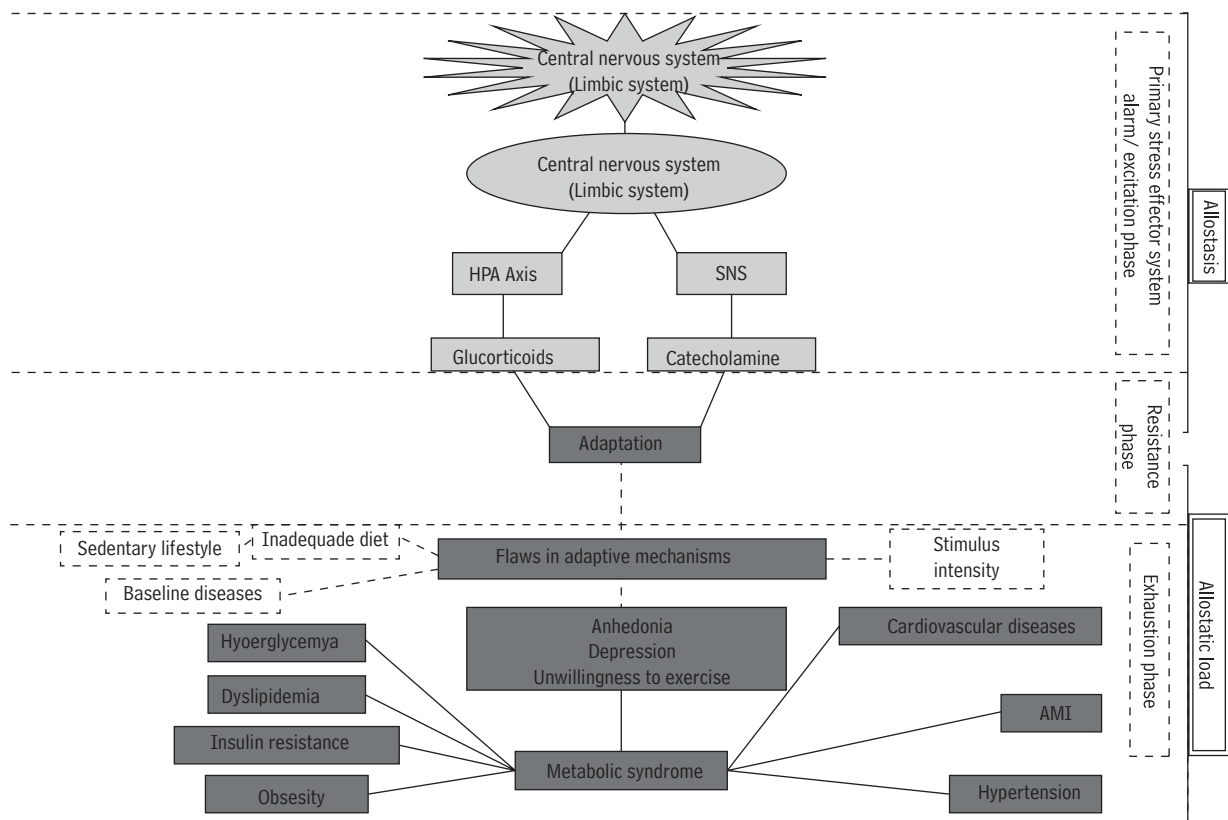 Central nervous system
(Limbic system)
Central nervous system
(Limbic system)
HPA Axis
SNS
Glucorticoids
Catecholamine
Primary stress effector system
alarm/ excitation phase
Allostasis
Adaptation
Resistance
phase
Sedentary lifestyle
Inadequade diet
Baseline diseases
Flaws in adaptive mechanisms
Stimulus
intensity
Anhedonia
Depression
Unwillingness to exercise
Hyoerglycemya
Dyslipidemia
Insulin resistance
Obsesity
Metabolic syndrome
Cardiovascular diseases
AMI
Hypertension
Exhaustion phase
Allostatic load